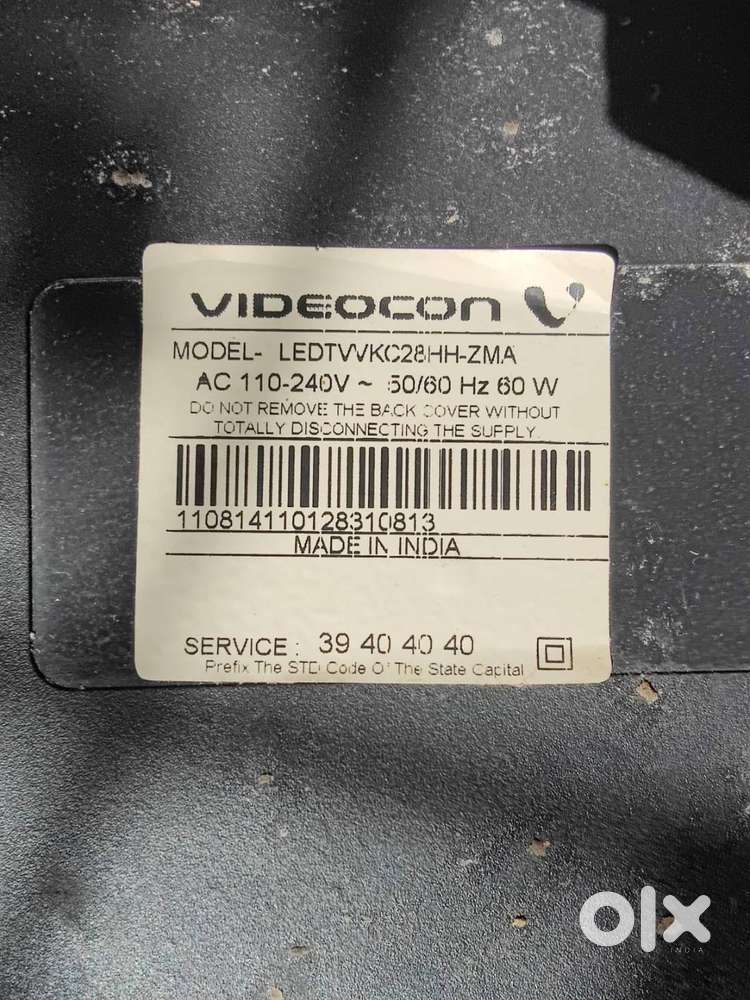 VIDEOCON
MODEL- LEDTVVKC28HH-ZMA
AC 110-240V ~ 50/60 Hz 60 W
DO NOT REMOVE THE BACK COVER WITHOUT
TOTALLY DISCONNECTING THE SUPPLY.
110814110128310813
MADE IN INDIA
SERVICE : 39 40 40 40
Prefix The STD Code Of The State Capital
olx
INDIA